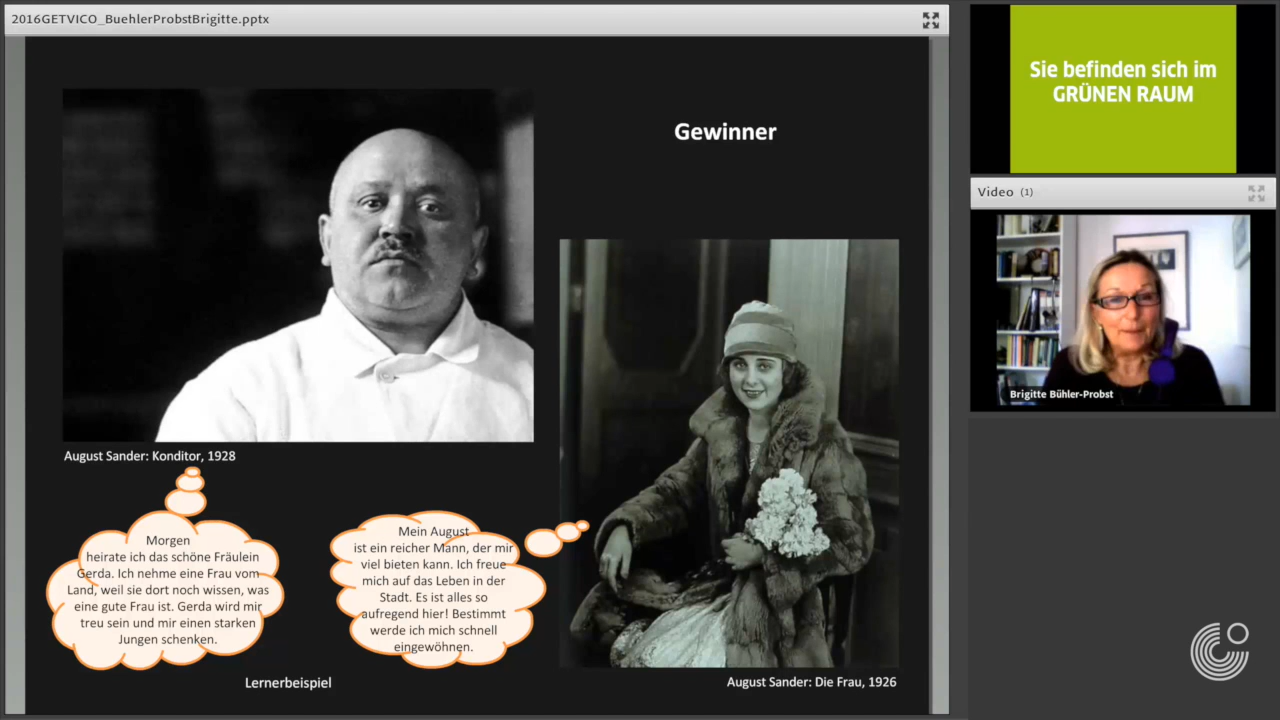 2016GETVICO_BuehlerProbstBrigitte.pptx
Gewinner
August Sander: Konditor, 1928
Morgen
heirate ich das schöne Fräulein
Gerda. Ich nehme eine Frau vom
Land, weil sie dort noch wissen, was
eine gute Frau ist. Gerda wird mir
treu sein und mir einen starken
Jungen schenken.
Mein August
ist ein reicher Mann, der mir
viel bieten kann. Ich freue
mich auf das Leben in der
Stadt. Es ist alles so
aufregend hier! Bestimmt
werde ich mich schnell
eingewöhnen.
Lernerbeispiel
August Sander: Die Frau, 1926
Sie befinden sich im
GRÜNEN RAUM
Video (1)
Brigitte Bühler-Probst